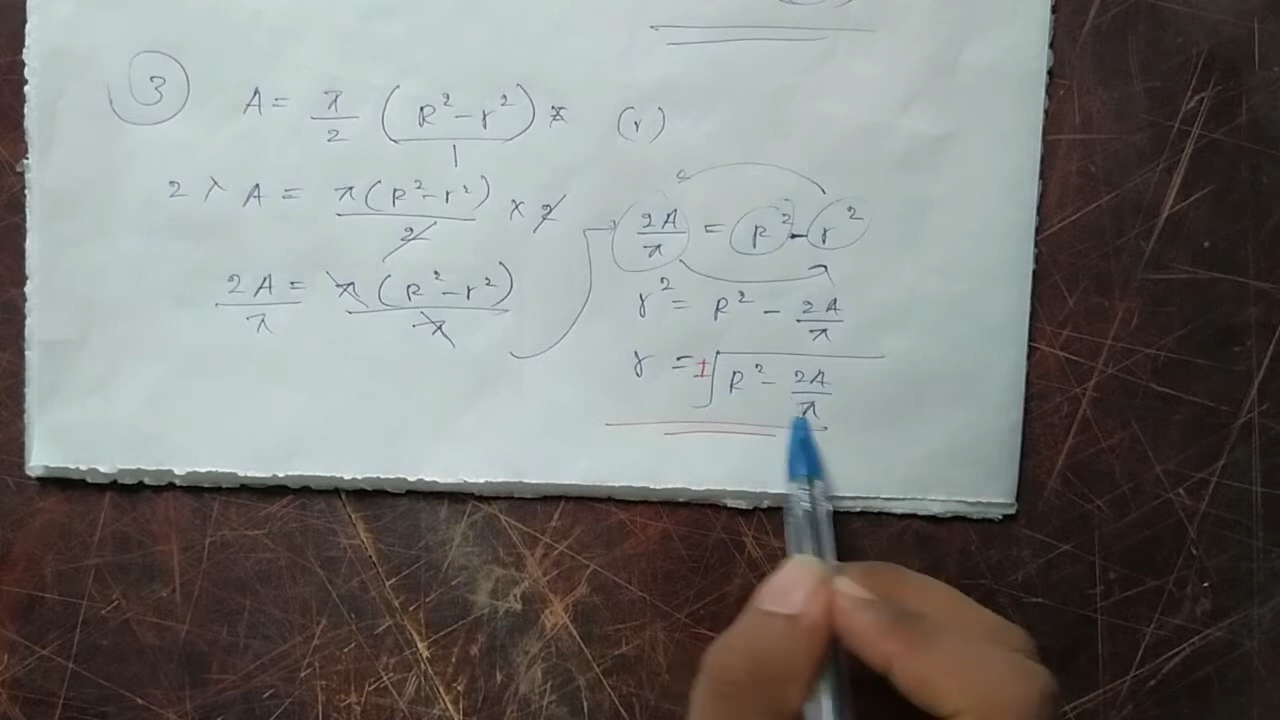 ③
A = π/2 (R² - r²) (r)
1
2 × A = π(R² - r²)/2 × 2
2A/π = π(R² - r²)/π
2A/π = R² - r²
r² = R² - 2A/π
r = ±√(R² - 2A/π)